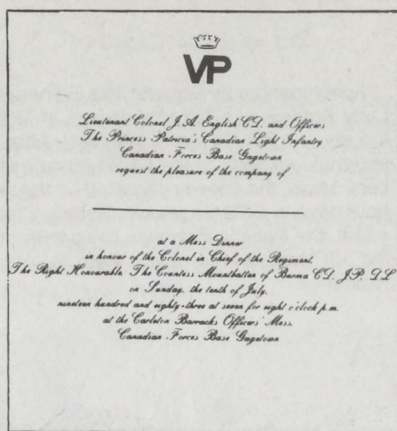 VP
Lieutenant Colonel J. A. English CD. and Officers
The Princess Patricia's Canadian Light Infantry
Canadian Forces Base Gagetown
request the pleasure of the company of
at a Mess Dinner
in honour of the Colonel in Chief of the Regiment,
The Right Honourable, The Countess Mountbatten of Burma CD, JP, DL
on Sunday, the tenth of July,
nineteen hundred and eighty-three at seven for eight o'clock p.m.
at the Carleton Barracks Officers' Mess,
Canadian Forces Base Gagetown